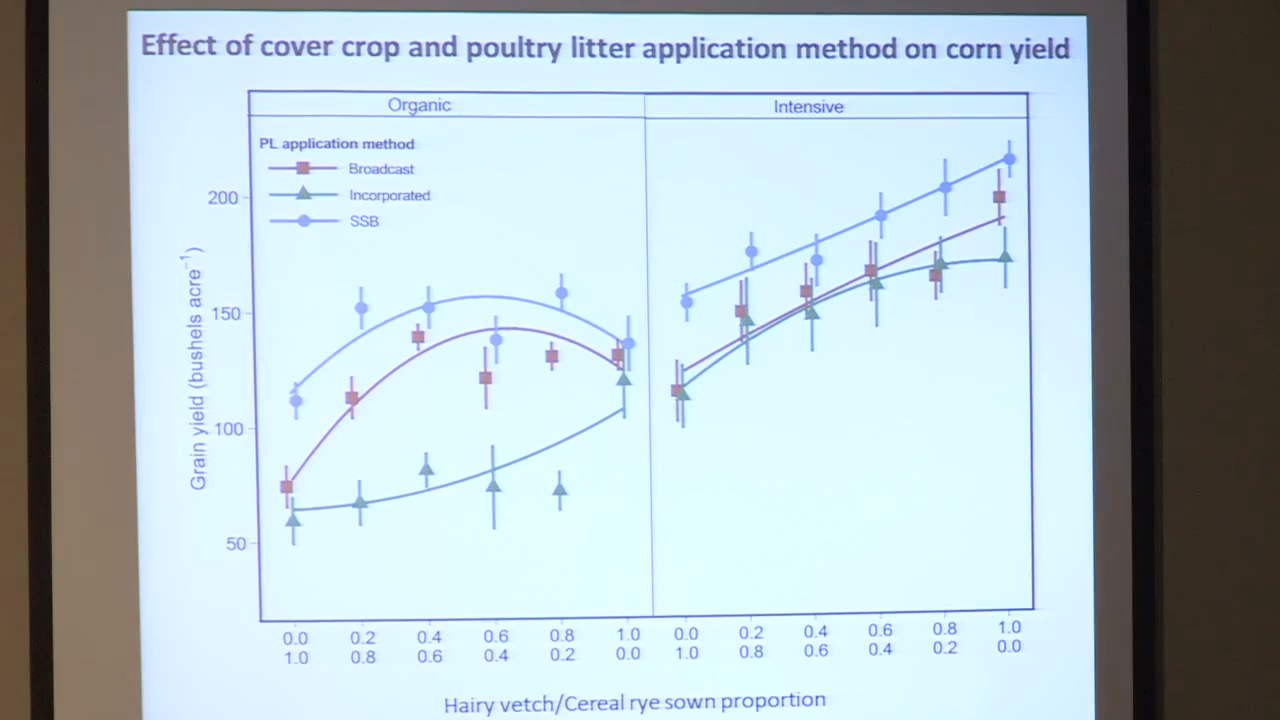 Effect of cover crop and poultry litter application method on corn yield
Organic
Intensive
PL application method
Broadcast
Incorporated
SSB
Grain yield (bushels acre⁻¹)
200
150
100
50
0.0 0.2 0.4 0.6 0.8 1.0 0.0 0.2 0.4 0.6 0.8 1.0
1.0 0.8 0.6 0.4 0.2 0.0 1.0 0.8 0.6 0.4 0.2 0.0
Hairy vetch/Cereal rye sown proportion